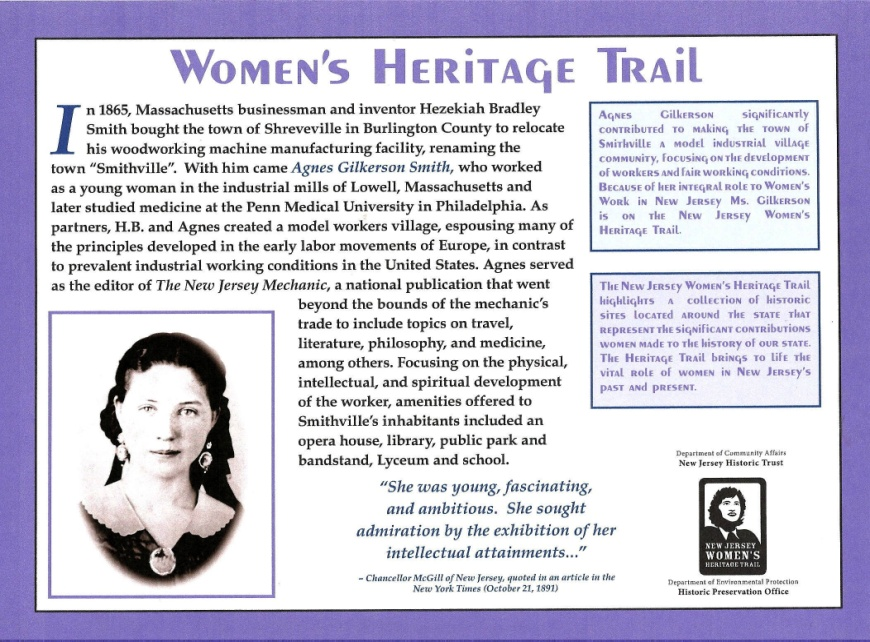 Women's Heritage Trail
In 1865, Massachusetts businessman and inventor Hezekiah Bradley
Smith bought the town of Shreveville in Burlington County to relocate
his woodworking machine manufacturing facility, renaming the
town “Smithville”. With him came Agnes Gilkerson Smith, who worked
as a young woman in the industrial mills of Lowell, Massachusetts and
later studied medicine at the Penn Medical University in Philadelphia. As
partners, H.B. and Agnes created a model workers village, espousing many of
the principles developed in the early labor movements of Europe, in contrast
to prevalent industrial working conditions in the United States. Agnes served
as the editor of The New Jersey Mechanic, a national publication that went
beyond the bounds of the mechanic's
trade to include topics on travel,
literature, philosophy, and medicine,
among others. Focusing on the physical,
intellectual, and spiritual development
of the worker, amenities offered to
Smithville's inhabitants included an
opera house, library, public park and
bandstand, Lyceum and school.
“She was young, fascinating,
and ambitious. She sought
admiration by the exhibition of her
intellectual attainments...”
– Chancellor McGill of New Jersey, quoted in an article in the
New York Times (October 21, 1891)
Agnes Gilkerson significantly
contributed to making the town of
Smithville a model industrial village
community, focusing on the development
of workers and fair working conditions.
Because of her integral role to Women's
Work in New Jersey Ms. Gilkerson
is on the New Jersey Women's
Heritage Trail.
The New Jersey Women's Heritage Trail
highlights a collection of historic
sites located around the state that
represent the significant contributions
women made to the history of our state.
The Heritage Trail brings to life the
vital role of women in New Jersey's
past and present.
Department of Community Affairs
New Jersey Historic Trust
NEW JERSEY
WOMEN'S
HERITAGE TRAIL
Department of Environmental Protection
Historic Preservation Office